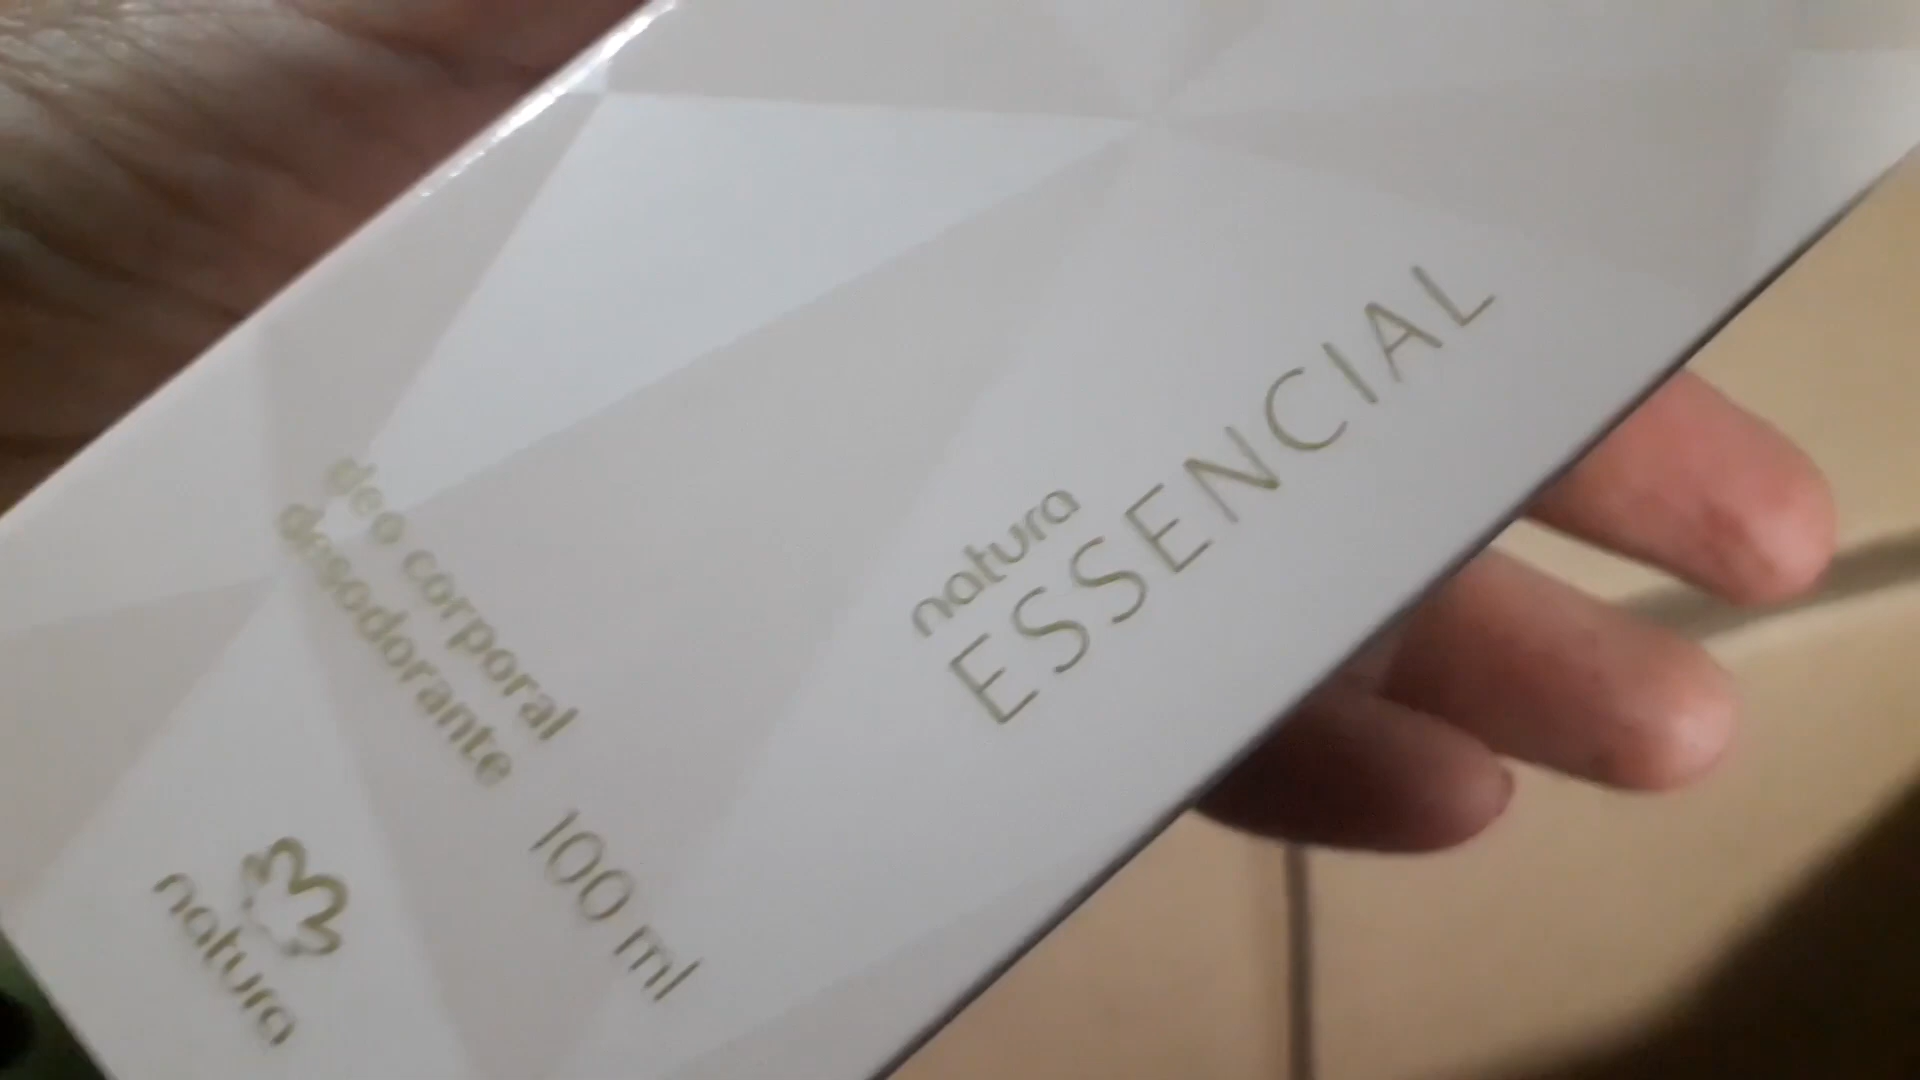 natura
ESSENCIAL
deo corporal
desodorante
100 ml
natura